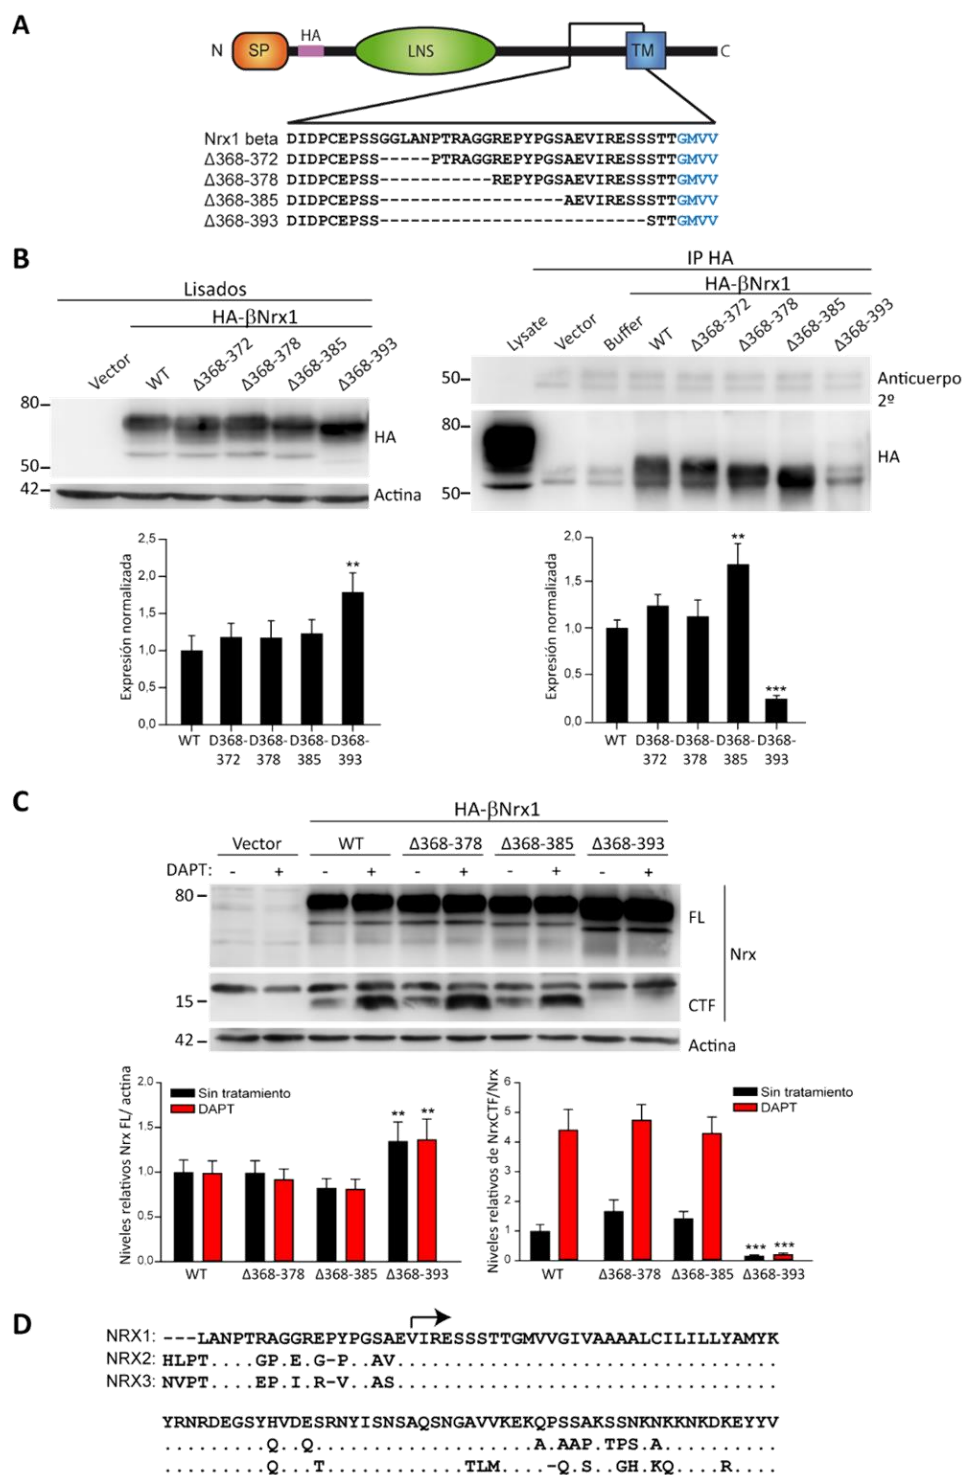 A
N SP HA LNS TM C
Nrx1 beta DIDPCEPSSGGLANPTRAGGREPYPGSAEVIRESSSTTGMVV
Δ368-372 DIDPCEPSS-----PTRAGGREPYPGSAEVIRESSSTTGMVV
Δ368-378 DIDPCEPSS-----------REPYPGSAEVIRESSSTTGMVV
Δ368-385 DIDPCEPSS------------------AEVIRESSSTTGMVV
Δ368-393 DIDPCEPSS--------------------------STTGMVV
B
Lisados
HA-βNrx1
Vector WT Δ368-372 Δ368-378 Δ368-385 Δ368-393
80
50
42
HA
Actina
IP HA
HA-βNrx1
Lysate Vector Buffer WT Δ368-372 Δ368-378 Δ368-385 Δ368-393
50
Anticuerpo
2º
80
50
HA
Expresión normalizada
2,5
2,0
1,5
1,0
0,5
0,0
**
WT D368-372 D368-378 D368-385 D368-393
Expresión normalizada
2.0
1.5
1.0
0.5
0.0
**
***
WT D368-372 D368-378 D368-385 D368-393
C
HA-βNrx1
Vector WT Δ368-378 Δ368-385 Δ368-393
DAPT: - + - + - + - + - +
80
FL
Nrx
15
CTF
42
Actina
Niveles relativos Nrx FL/ actina
2.0
1.5
1.0
0.5
0.0
Sin tratamiento
DAPT
** **
WT Δ368-378 Δ368-385 Δ368-393
Niveles relativos de NrxCTF/Nrx
6
5
4
3
2
1
0
Sin tratamiento
DAPT
*** ***
WT Δ368-378 Δ368-385 Δ368-393
D
NRX1: ---LANPTRAGGREPYPGSAEVIRESSSTTGMVVGIVAAAALCILILLYAMYK
NRX2: HLPT....GP.E.G-P..AV.....................................
NRX3: NVPT....EP.I.R-V..AS.....................................
YRNRDEGSYHVDESRNYISNSAQSNGAVVKEKQPSSAKSSNKNKKNKDKEYYV
.........Q..Q...................A.AAP.TPS.A..........
.........Q...T............TLM....-Q.S..GH.KQ....R....